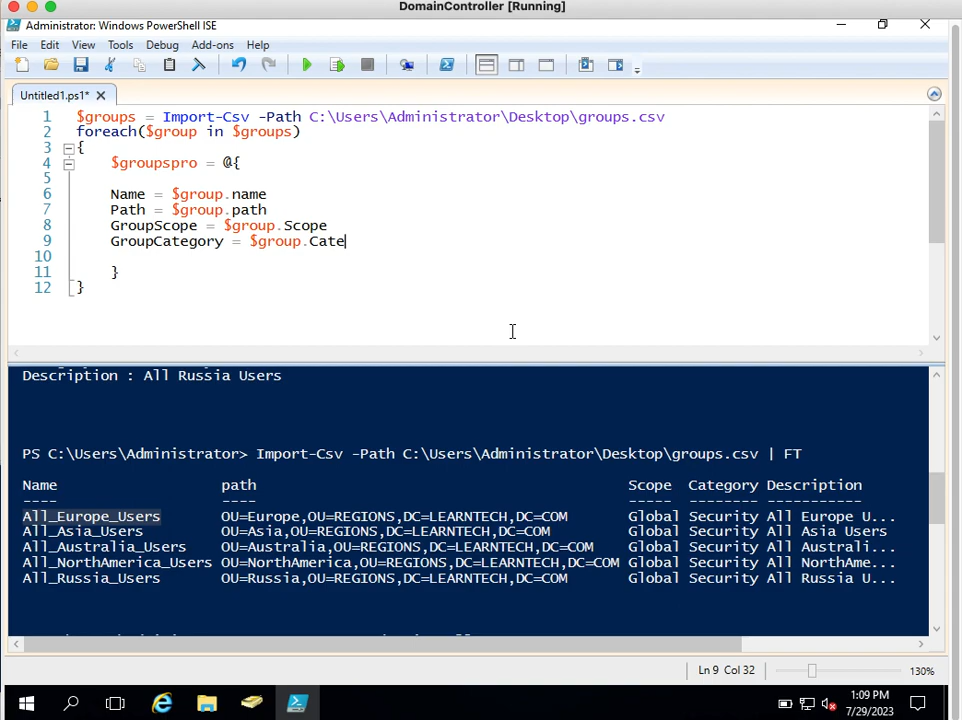 DomainController [Running]
Administrator: Windows PowerShell ISE
File Edit View Tools Debug Add-ons Help
Untitled1.ps1* X
1 $groups = Import-Csv -Path C:\Users\Administrator\Desktop\groups.csv
2 foreach($group in $groups)
3 {
4 $groupspro = @{
5
6 Name = $group.name
7 Path = $group.path
8 GroupScope = $group.Scope
9 GroupCategory = $group.Cate
10
11 }
12 }
Description : All Russia Users
PS C:\Users\Administrator> Import-Csv -Path C:\Users\Administrator\Desktop\groups.csv | FT
Name path Scope Category Description
---- ---- ----- -------- -----------
All_Europe_Users OU=Europe,OU=REGIONS,DC=LEARNTECH,DC=COM Global Security All Europe U...
All_Asia_Users OU=Asia,OU=REGIONS,DC=LEARNTECH,DC=COM Global Security All Asia Users
All_Australia_Users OU=Australia,OU=REGIONS,DC=LEARNTECH,DC=COM Global Security All Australi...
All_NorthAmerica_Users OU=NorthAmerica,OU=REGIONS,DC=LEARNTECH,DC=COM Global Security All NorthAme...
All_Russia_Users OU=Russia,OU=REGIONS,DC=LEARNTECH,DC=COM Global Security All Russia U...
Ln 9 Col 32 130%
1:09 PM
7/29/2023